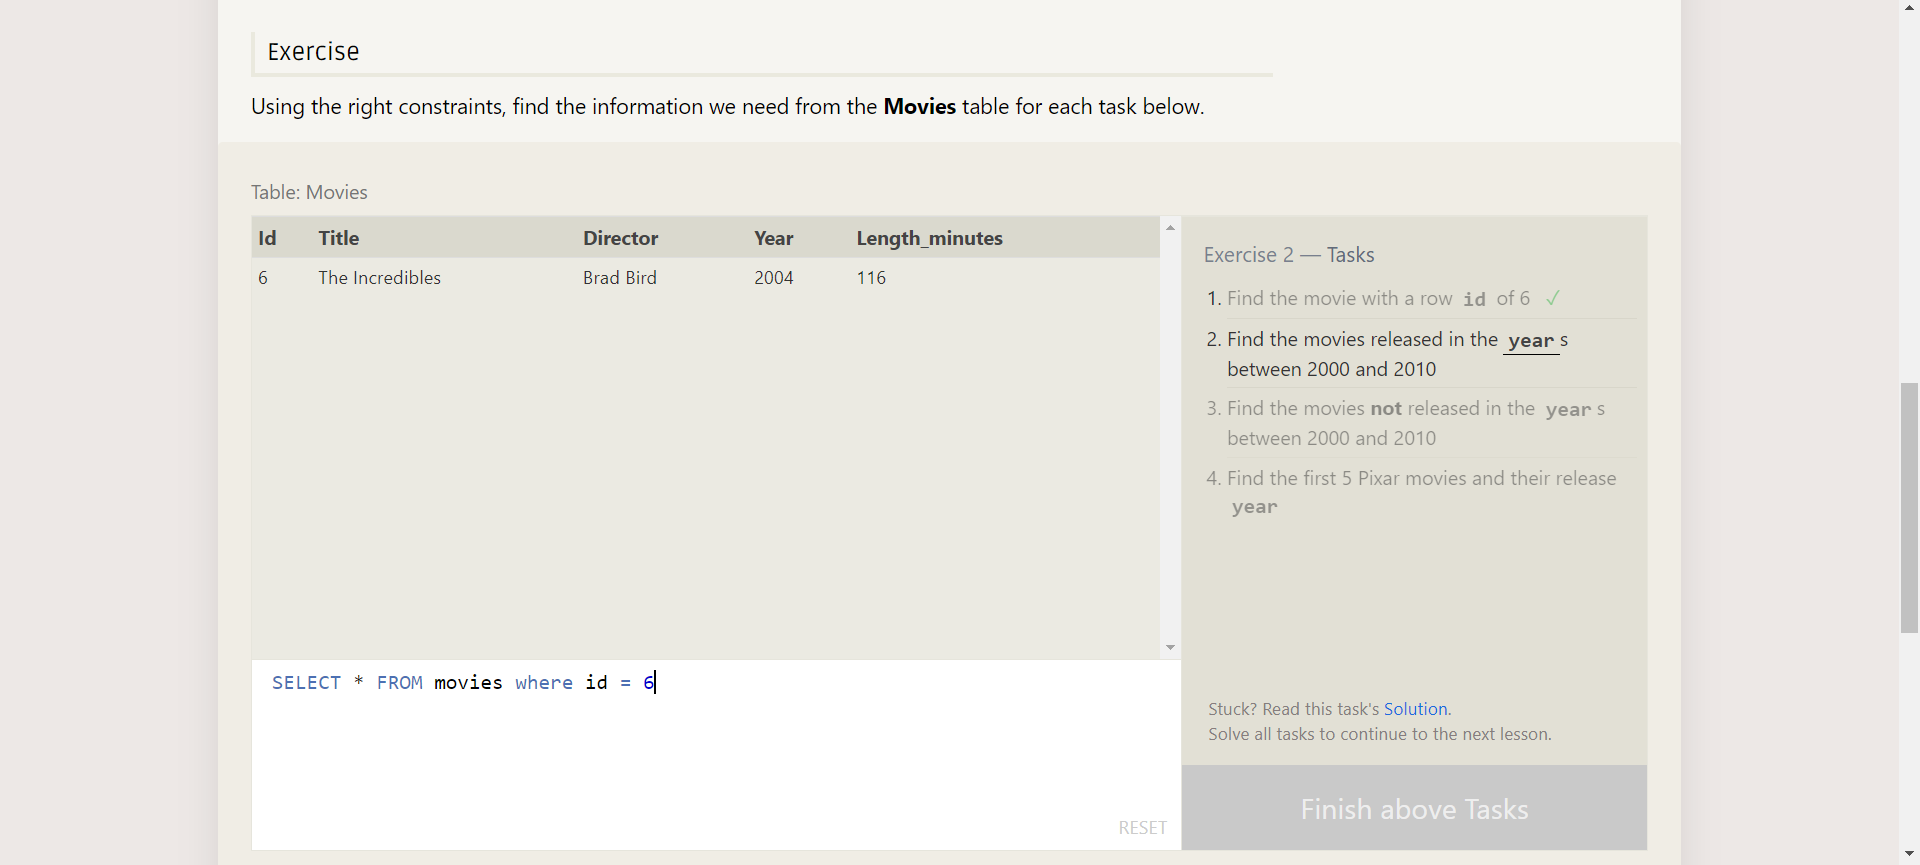 Exercise
Using the right constraints, find the information we need from the Movies table for each task below.
Table: Movies
Id Title Director Year Length_minutes
6 The Incredibles Brad Bird 2004 116
SELECT * FROM movies where id = 6
RESET
Exercise 2 — Tasks
1. Find the movie with a row id of 6 ✓
2. Find the movies released in the year s
between 2000 and 2010
3. Find the movies not released in the year s
between 2000 and 2010
4. Find the first 5 Pixar movies and their release
year
Stuck? Read this task's Solution.
Solve all tasks to continue to the next lesson.
Finish above Tasks